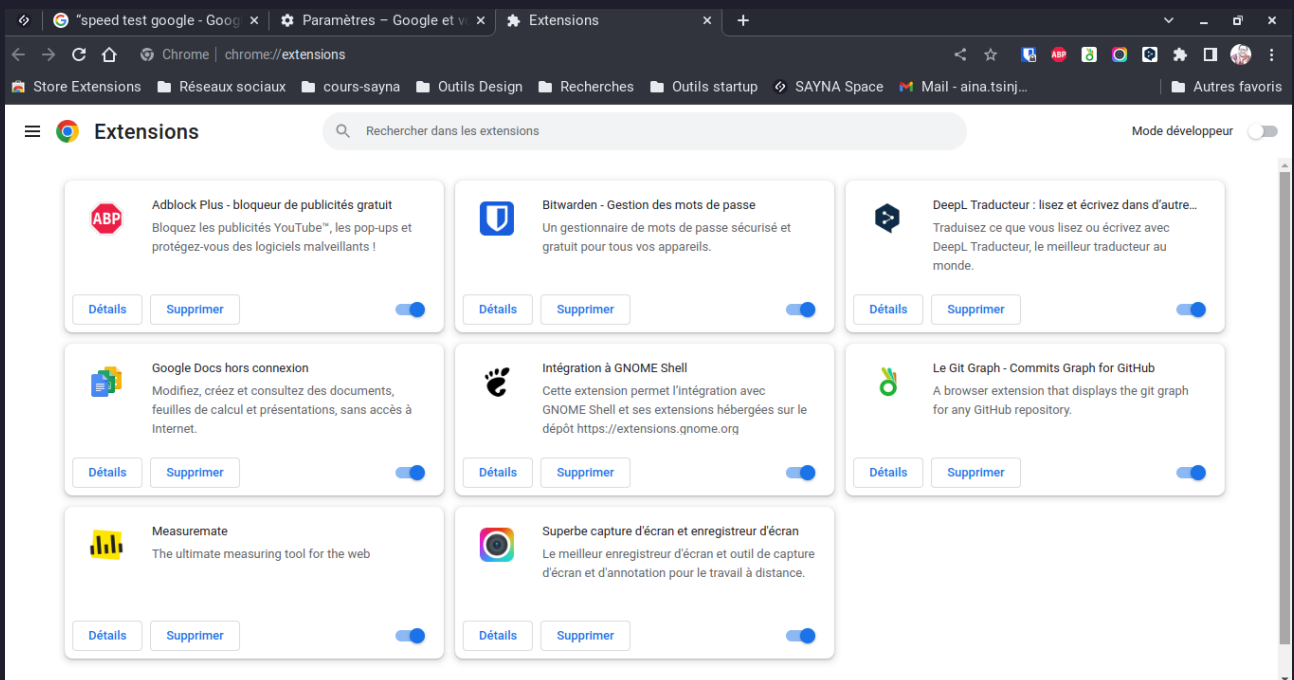 “speed test google - Goog
Paramètres – Google et v
Extensions
Chrome
chrome://extensions
ABP
Store Extensions
Réseaux sociaux
cours-sayna
Outils Design
Recherches
Outils startup
SAYNA Space
Mail - aina.tsinj...
Autres favoris
Extensions
Rechercher dans les extensions
Mode développeur
ABP
Adblock Plus - bloqueur de publicités gratuit
Bloquez les publicités YouTube™, les pop-ups et
protégez-vous des logiciels malveillants !
Détails
Supprimer
Bitwarden - Gestion des mots de passe
Un gestionnaire de mots de passe sécurisé et
gratuit pour tous vos appareils.
Détails
Supprimer
DeepL Traducteur : lisez et écrivez dans d’autre…
Traduisez ce que vous lisez ou écrivez avec
DeepL Traducteur, le meilleur traducteur au
monde.
Détails
Supprimer
Google Docs hors connexion
Modifiez, créez et consultez des documents,
feuilles de calcul et présentations, sans accès à
Internet.
Détails
Supprimer
Intégration à GNOME Shell
Cette extension permet l’intégration avec
GNOME Shell et ses extensions hébergées sur le
dépôt https://extensions.gnome.org
Détails
Supprimer
Le Git Graph - Commits Graph for GitHub
A browser extension that displays the git graph
for any GitHub repository.
Détails
Supprimer
Measuremate
The ultimate measuring tool for the web
Détails
Supprimer
Superbe capture d'écran et enregistreur d'écran
Le meilleur enregistreur d'écran et outil de capture
d'écran et d'annotation pour le travail à distance.
Détails
Supprimer